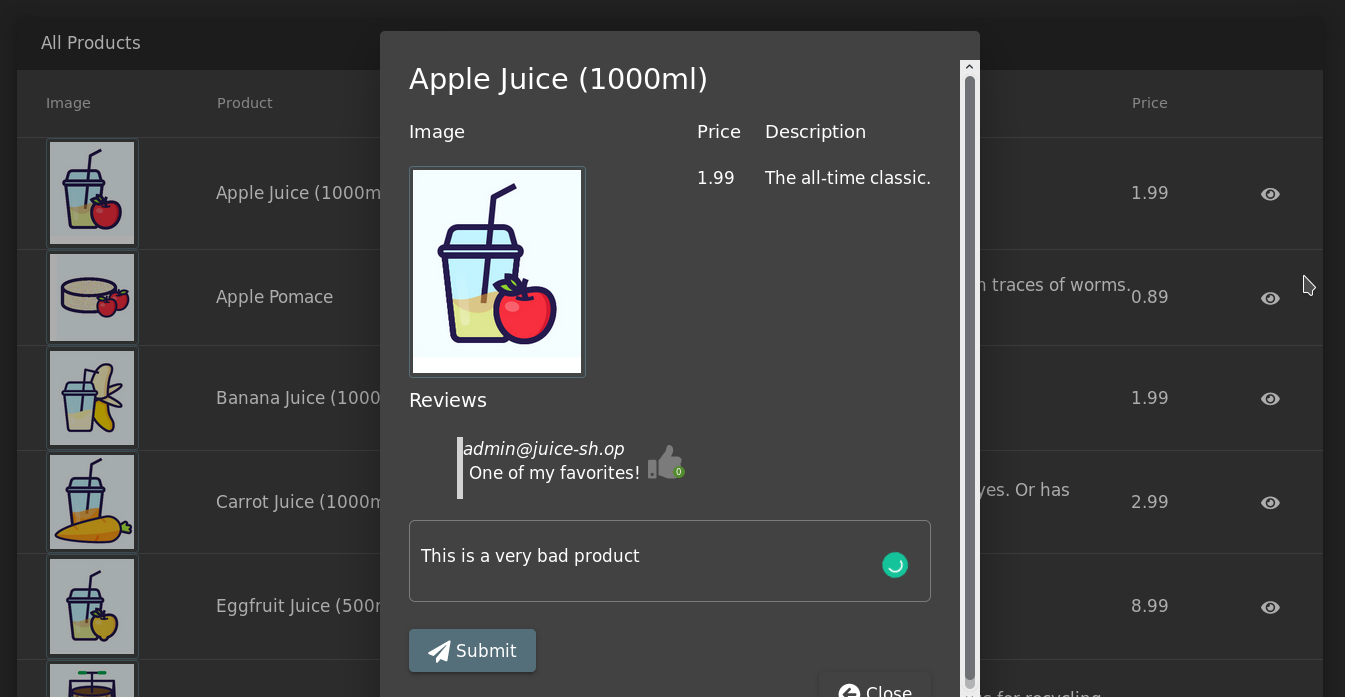 All Products
Image Product Price
Apple Juice (1000m 1.99
Apple Pomace traces of worms. 0.89
Banana Juice (1000 1.99
Carrot Juice (1000m yes. Or has 2.99
Eggfruit Juice (500 8.99
for recycling
Apple Juice (1000ml)
Image Price Description
1.99 The all-time classic.
Reviews
admin@juice-sh.op
One of my favorites! 0
This is a very bad product
Submit
Close